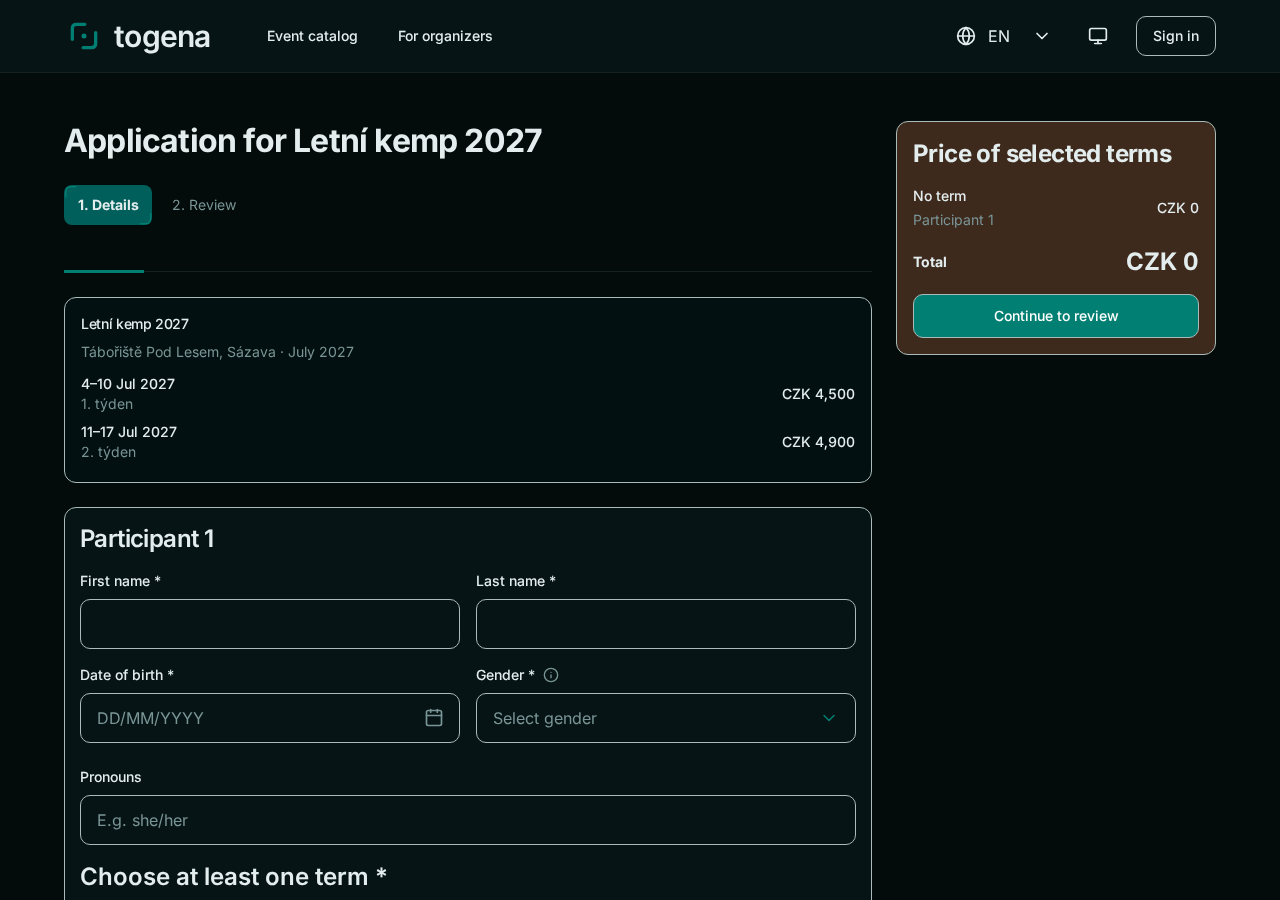 togena
Event catalog
For organizers
EN
Sign in
Application for Letní kemp 2027
1. Details
2. Review
Letní kemp 2027
Tábořiště Pod Lesem, Sázava · July 2027
4–10 Jul 2027
1. týden
CZK 4,500
11–17 Jul 2027
2. týden
CZK 4,900
Participant 1
First name *
Last name *
Date of birth *
Gender *
DD/MM/YYYY
Select gender
Pronouns
E.g. she/her
Choose at least one term *
Price of selected terms
No term
Participant 1
CZK 0
Total
CZK 0
Continue to review